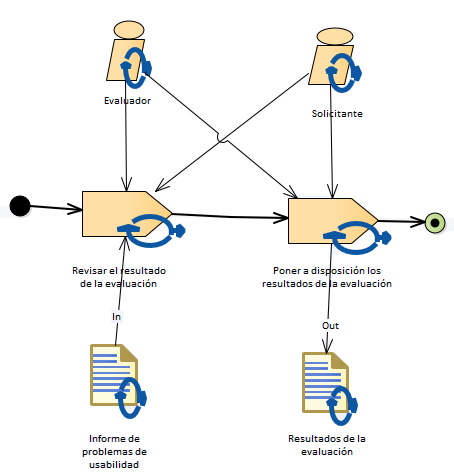 Evaluador
Solicitante
Revisar el resultado
de la evaluación
Poner a disposición los
resultados de la evaluación
In
Out
Informe de
problemas de
usabilidad
Resultados de la
evaluación